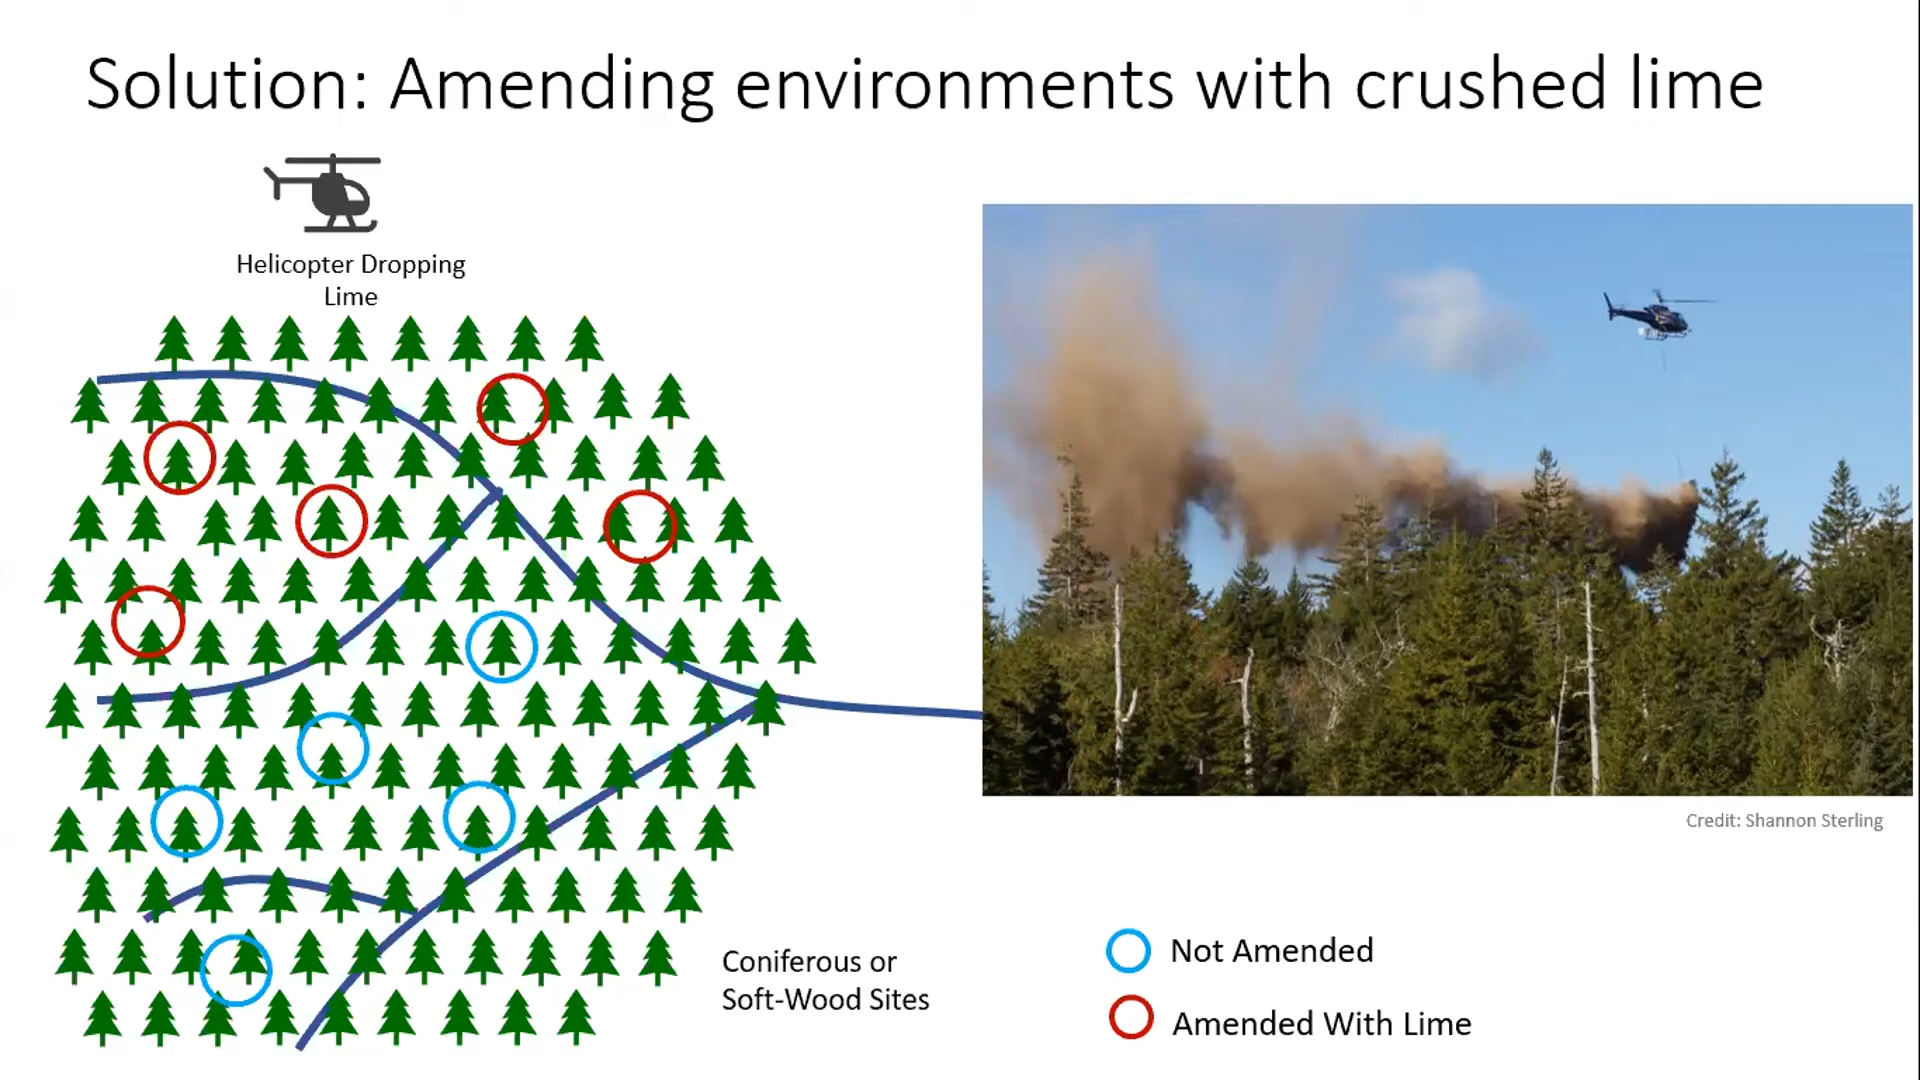 Solution: Amending environments with crushed lime
Helicopter Dropping
Lime
Credit: Shannon Sterling
Coniferous or
Soft-Wood Sites
Not Amended
Amended With Lime